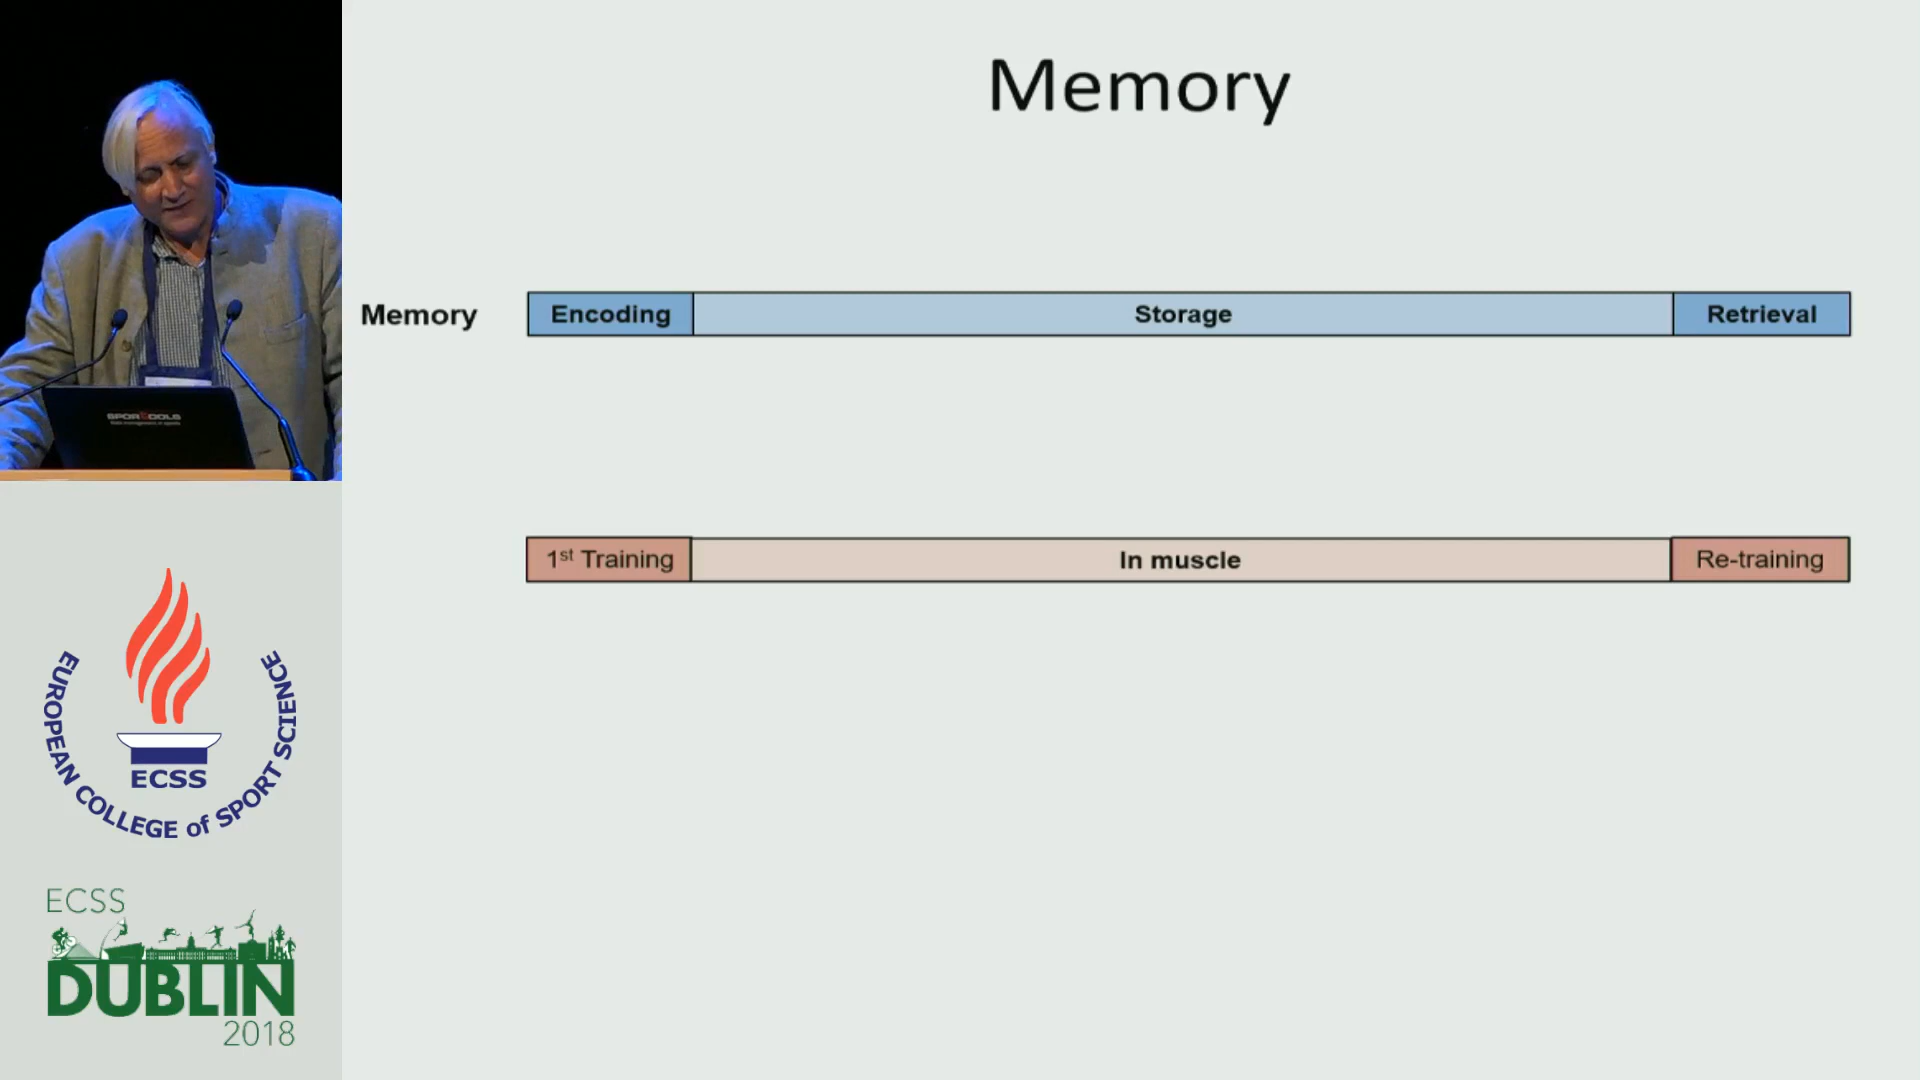 Memory
Memory
Encoding
Storage
Retrieval
1st Training
In muscle
Re-training
EUROPEAN COLLEGE of SPORT SCIENCE
ECSS
ECSS
DUBLIN
2018